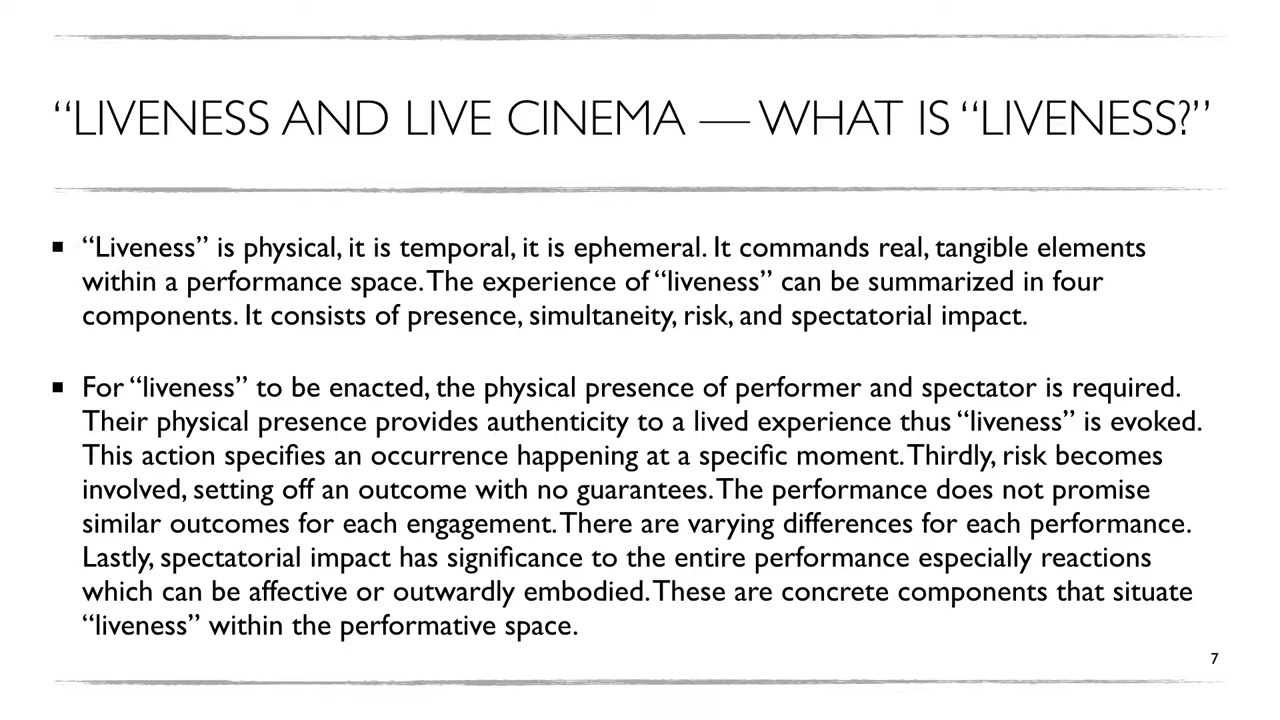 “LIVENESS AND LIVE CINEMA — WHAT IS “LIVENESS?”
▪ “Liveness” is physical, it is temporal, it is ephemeral. It commands real, tangible elements
within a performance space. The experience of “liveness” can be summarized in four
components. It consists of presence, simultaneity, risk, and spectatorial impact.
▪ For “liveness” to be enacted, the physical presence of performer and spectator is required.
Their physical presence provides authenticity to a lived experience thus “liveness” is evoked.
This action specifies an occurrence happening at a specific moment. Thirdly, risk becomes
involved, setting off an outcome with no guarantees. The performance does not promise
similar outcomes for each engagement. There are varying differences for each performance.
Lastly, spectatorial impact has significance to the entire performance especially reactions
which can be affective or outwardly embodied. These are concrete components that situate
“liveness” within the performative space.
7